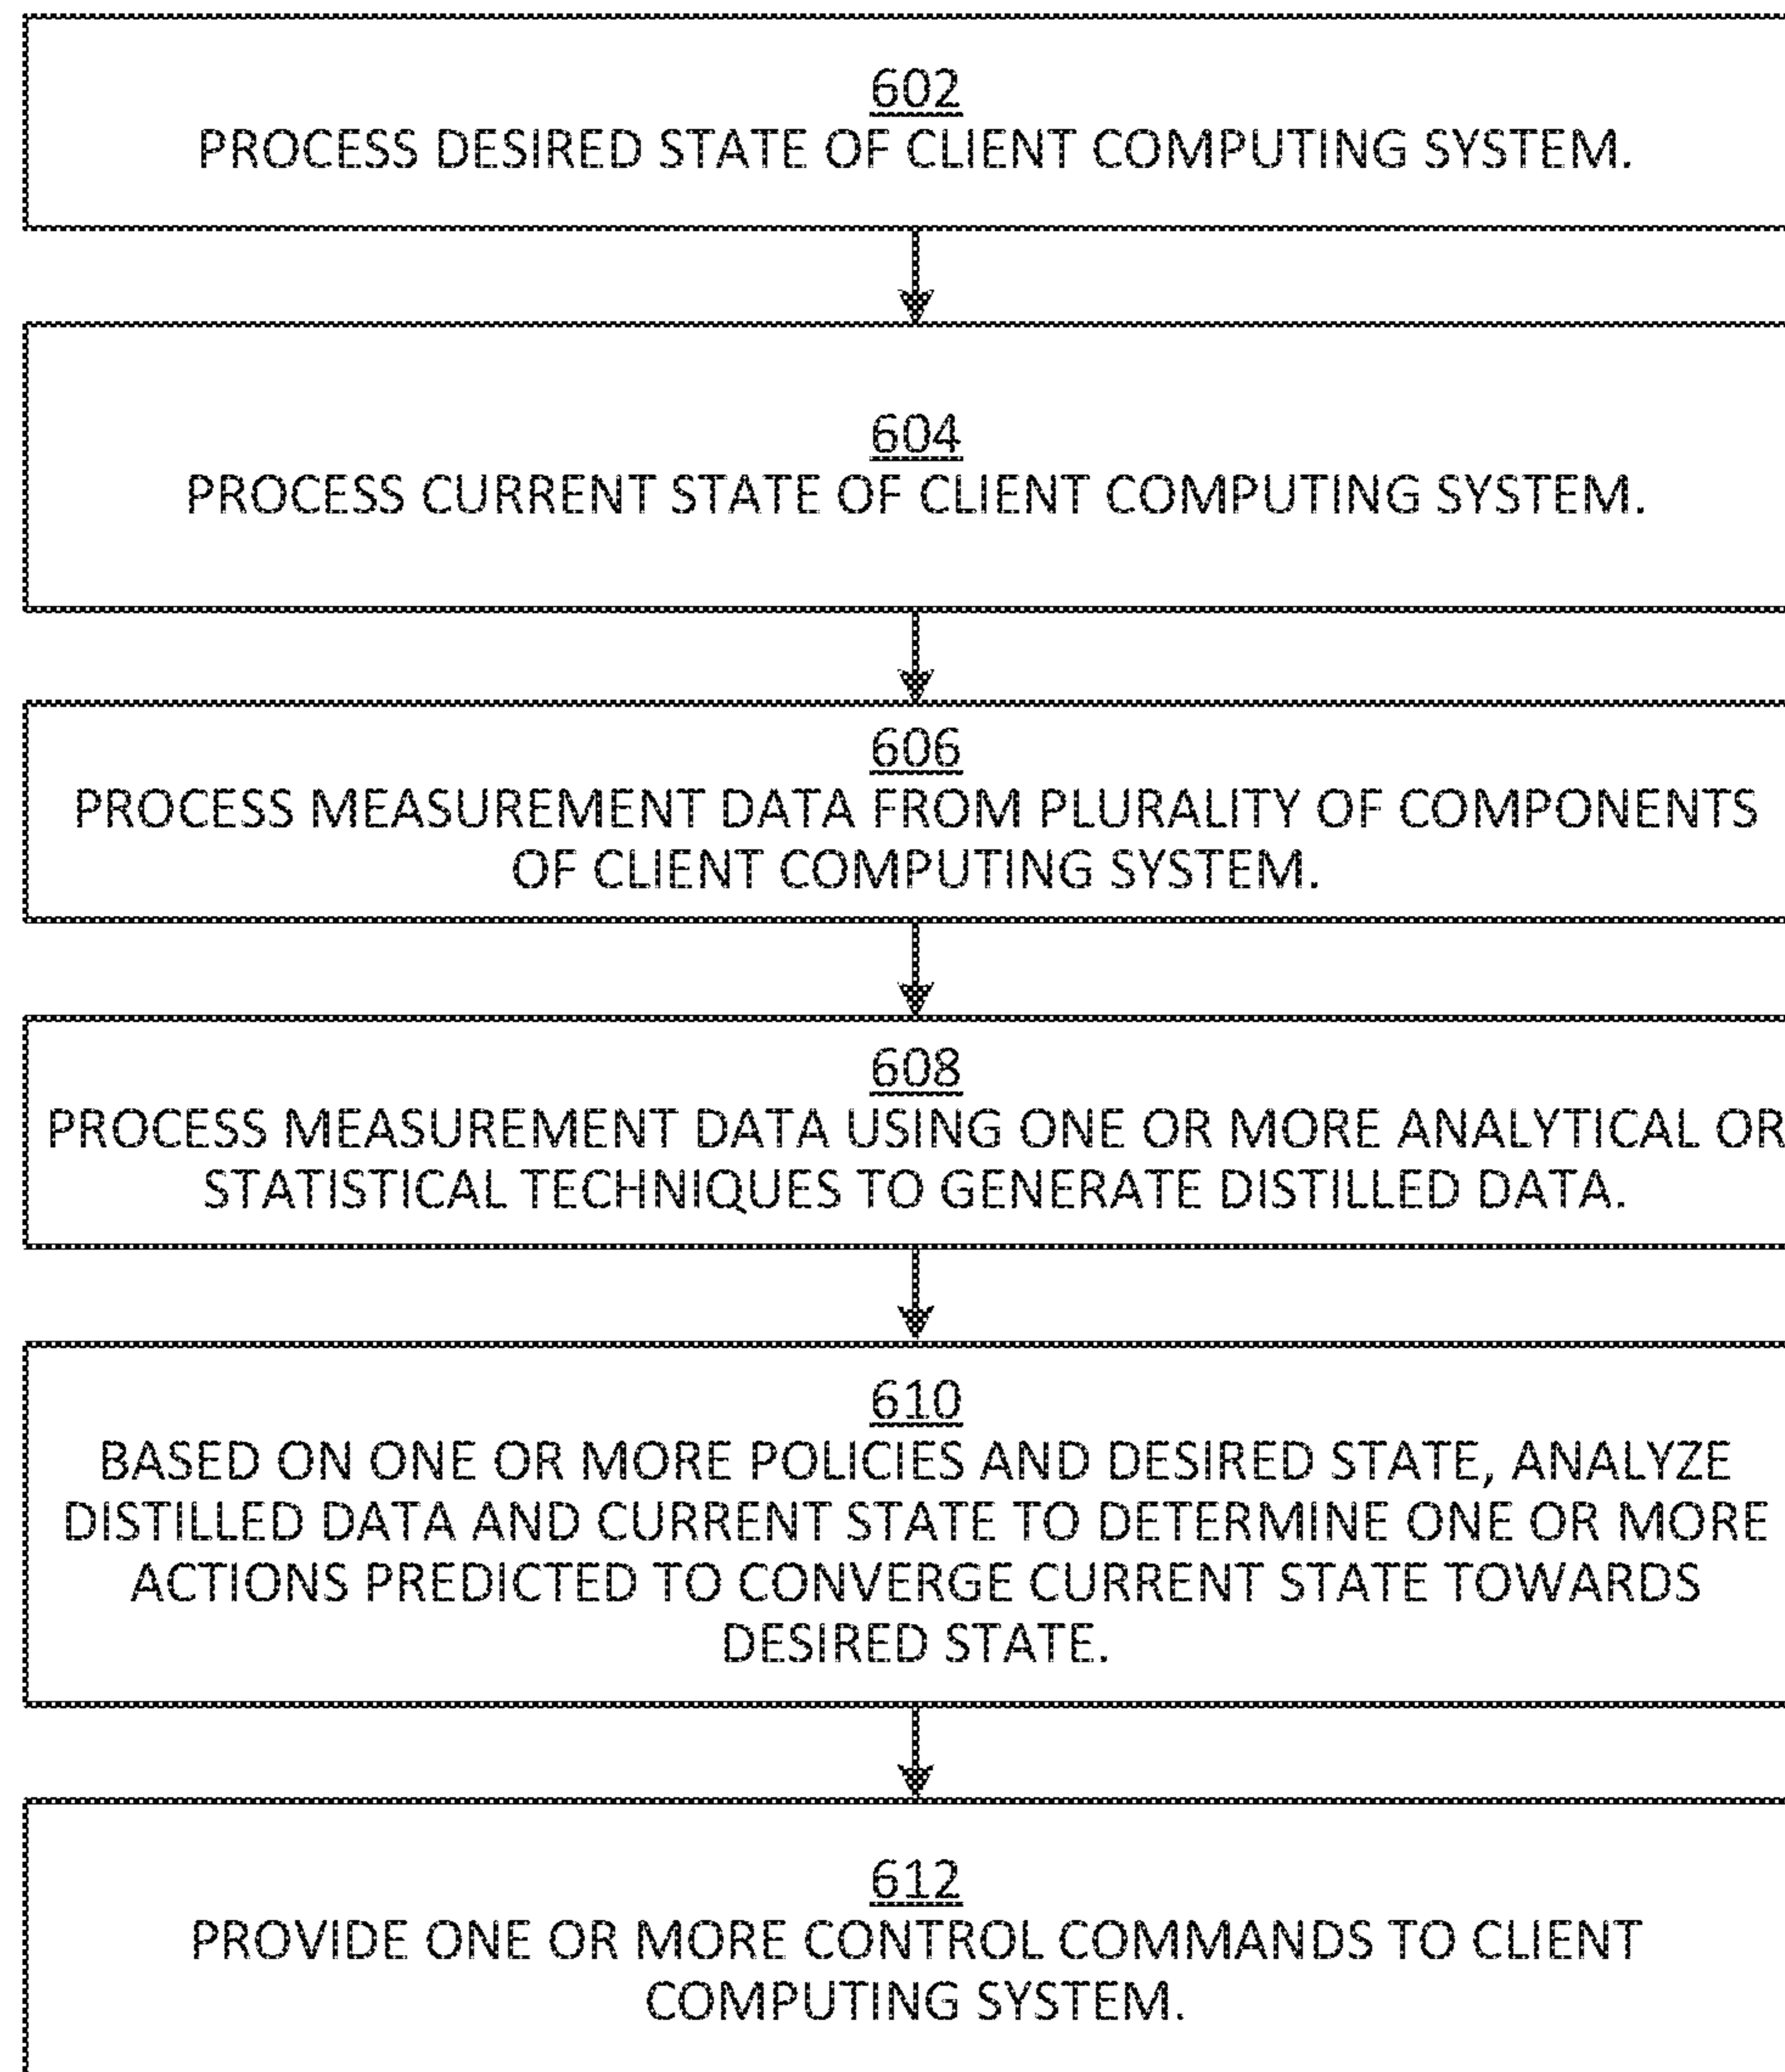 602
PROCESS DESIRED STATE OF CLIENT COMPUTING SYSTEM.
604
PROCESS CURRENT STATE OF CLIENT COMPUTING SYSTEM.
606
PROCESS MEASUREMENT DATA FROM PLURALITY OF COMPONENTS
OF CLIENT COMPUTING SYSTEM.
608
PROCESS MEASUREMENT DATA USING ONE OR MORE ANALYTICAL OR
STATISTICAL TECHNIQUES TO GENERATE DISTILLED DATA.
610
BASED ON ONE OR MORE POLICIES AND DESIRED STATE, ANALYZE
DISTILLED DATA AND CURRENT STATE TO DETERMINE ONE OR MORE
ACTIONS PREDICTED TO CONVERGE CURRENT STATE TOWARDS
DESIRED STATE.
612
PROVIDE ONE OR MORE CONTROL COMMANDS TO CLIENT
COMPUTING SYSTEM.